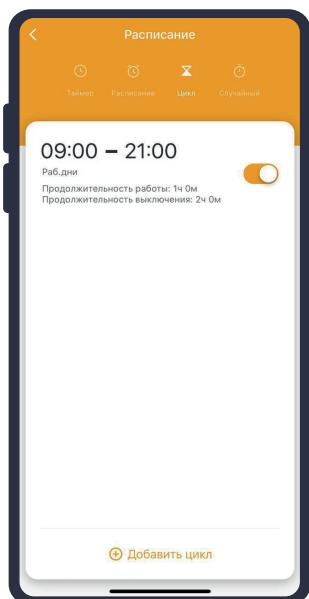 Расписание
Таймер Расписание Цикл Случайный
09:00 – 21:00
Раб.дни
Продолжительность работы: 1ч 0м
Продолжительность выключения: 2ч 0м
Добавить цикл